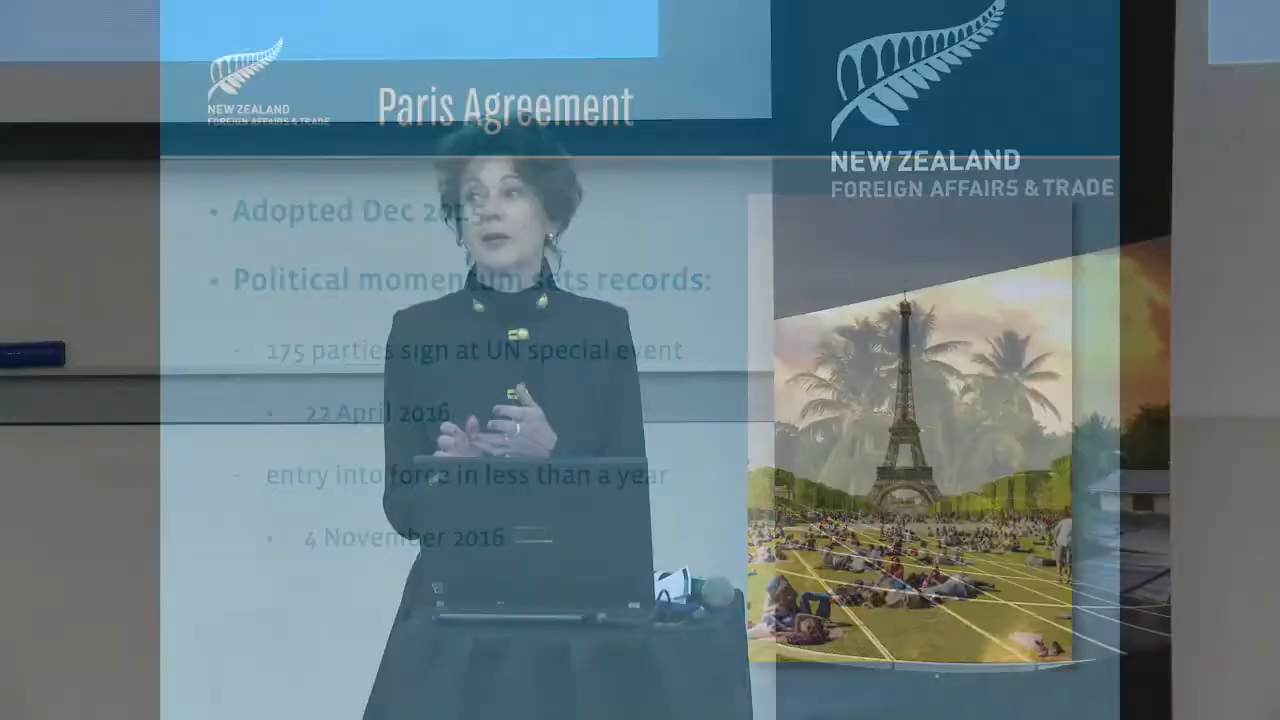 NEW ZEALAND
FOREIGN AFFAIRS & TRADE
Paris Agreement
NEW ZEALAND
FOREIGN AFFAIRS & TRADE
• Adopted Dec 2015
• Political momentum sets records:
- 175 parties sign at UN special event
• 22 April 2016
- entry into force in less than a year
• 4 November 2016